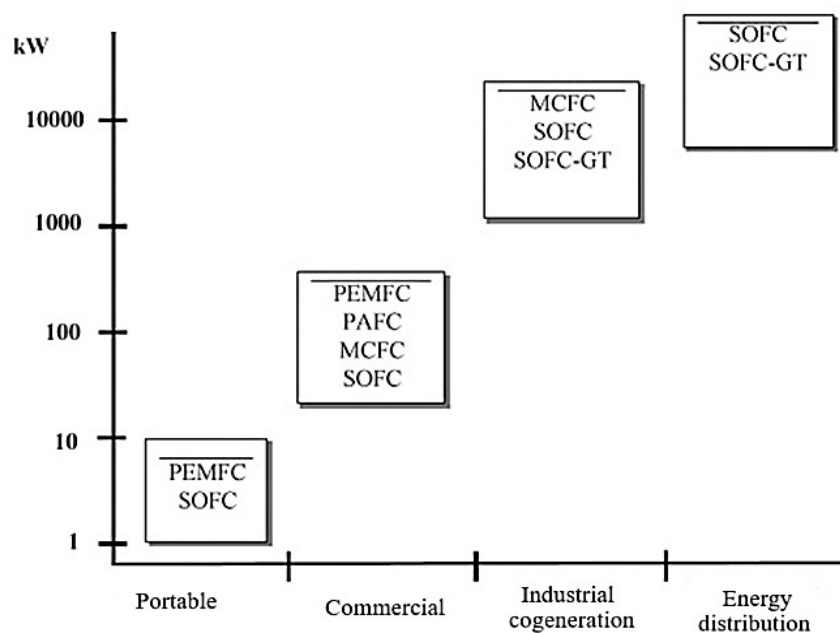 kW
10000
1000
100
10
1
SOFC
SOFC-GT
MCFC
SOFC
SOFC-GT
PEMFC
PAFC
MCFC
SOFC
PEMFC
SOFC
Portable
Commercial
Industrial
cogeneration
Energy
distribution